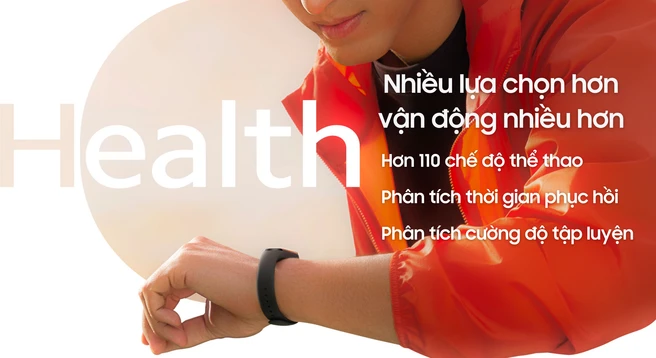 Health
Nhiều lựa chọn hơn
vận động nhiều hơn
Hơn 110 chế độ thể thao
Phân tích thời gian phục hồi
Phân tích cường độ tập luyện